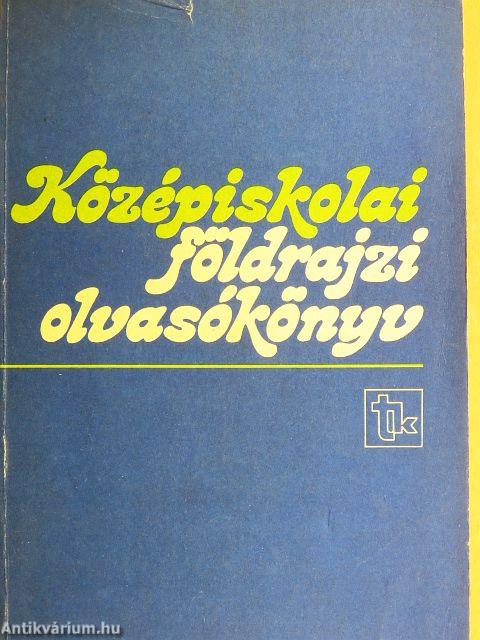 Középiskolai
földrajzi
olvasókönyv
tk
Antikvárium.hu